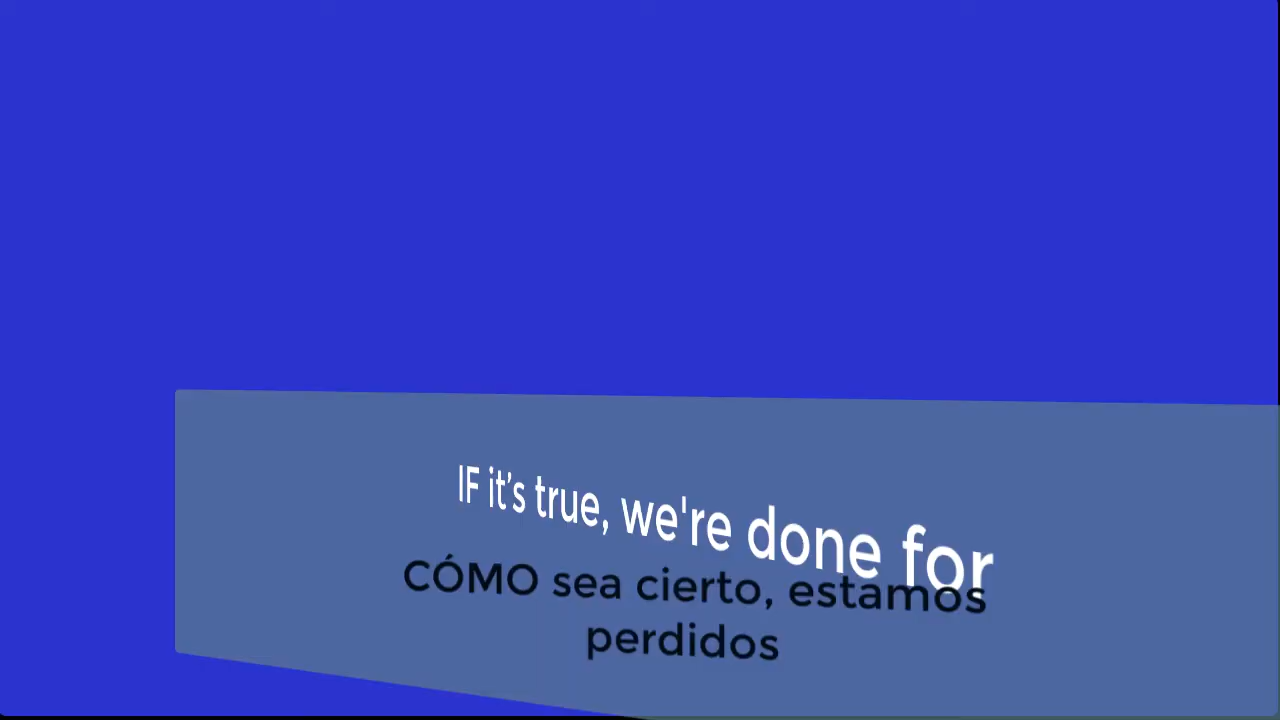 IF it’s true, we're done for
CÓMO sea cierto, estamos
perdidos